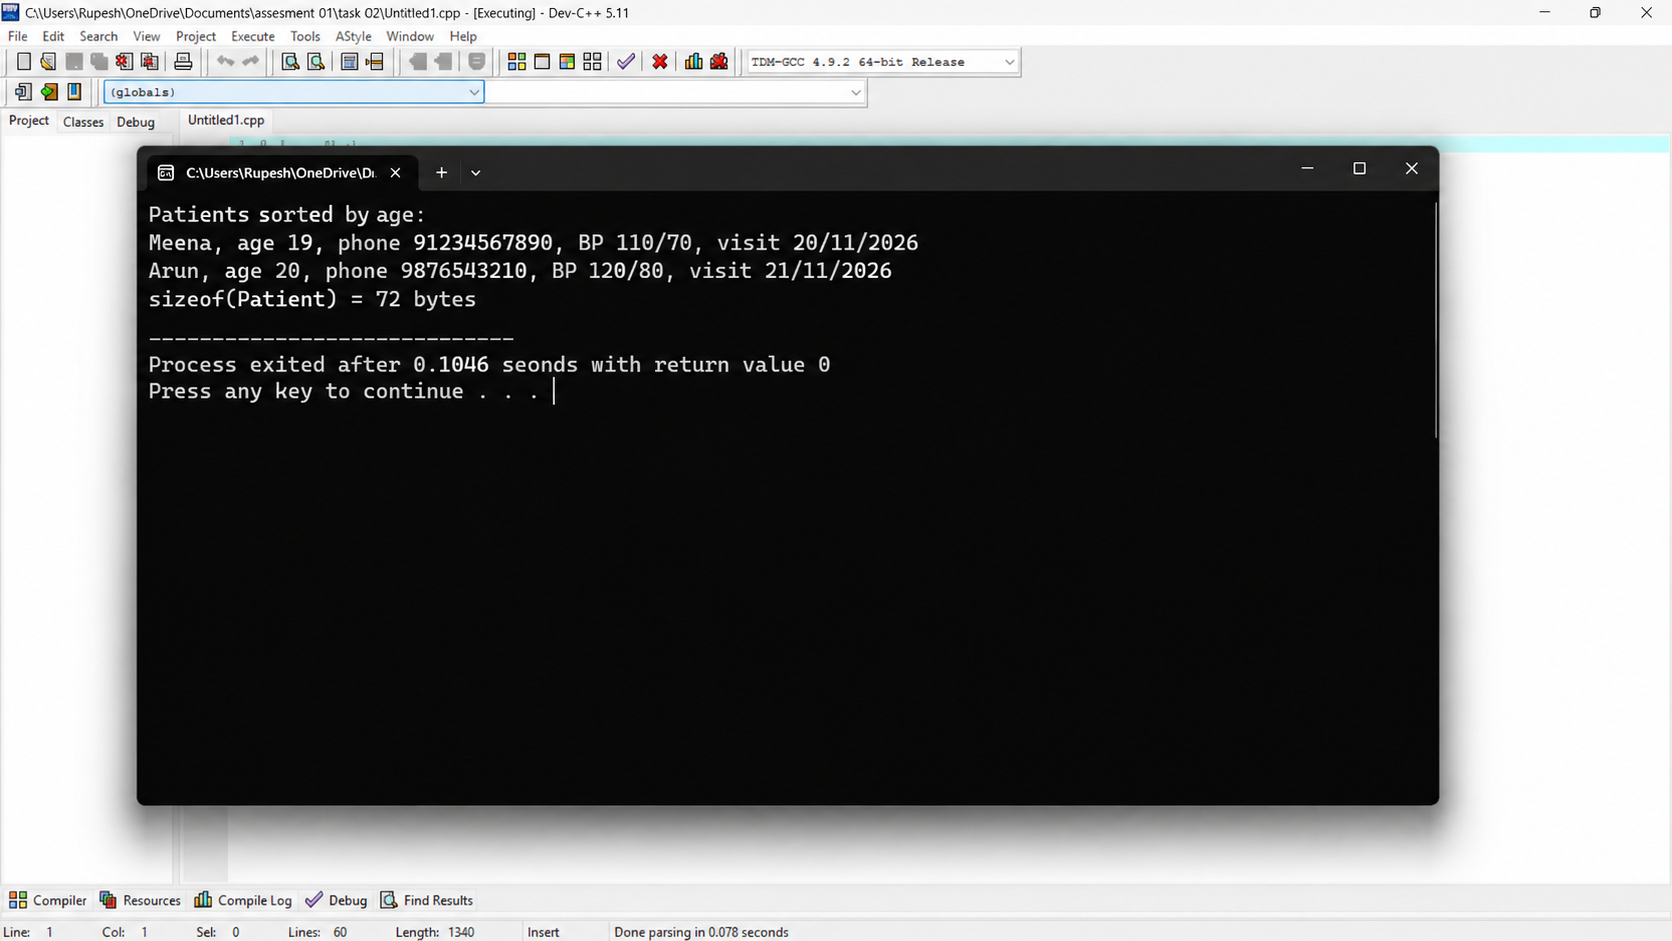 C:\\Users\Rupesh\OneDrive\Documents\assesment 01\task 02\Untitled1.cpp - [Executing] - Dev-C++ 5.11
File Edit Search View Project Execute Tools AStyle Window Help
TDM-GCC 4.9.2 64-bit Release
(globals)
Project Classes Debug Untitled1.cpp
C:\Users\Rupesh\OneDrive\D
Patients sorted by age:
Meena, age 19, phone 91234567890, BP 110/70, visit 20/11/2026
Arun, age 20, phone 9876543210, BP 120/80, visit 21/11/2026
sizeof(Patient) = 72 bytes
-----------------------------
Process exited after 0.1046 seonds with return value 0
Press any key to continue . . .
Compiler Resources Compile Log Debug Find Results
Line: 1 Col: 1 Sel: 0 Lines: 60 Length: 1340 Insert Done parsing in 0.078 seconds